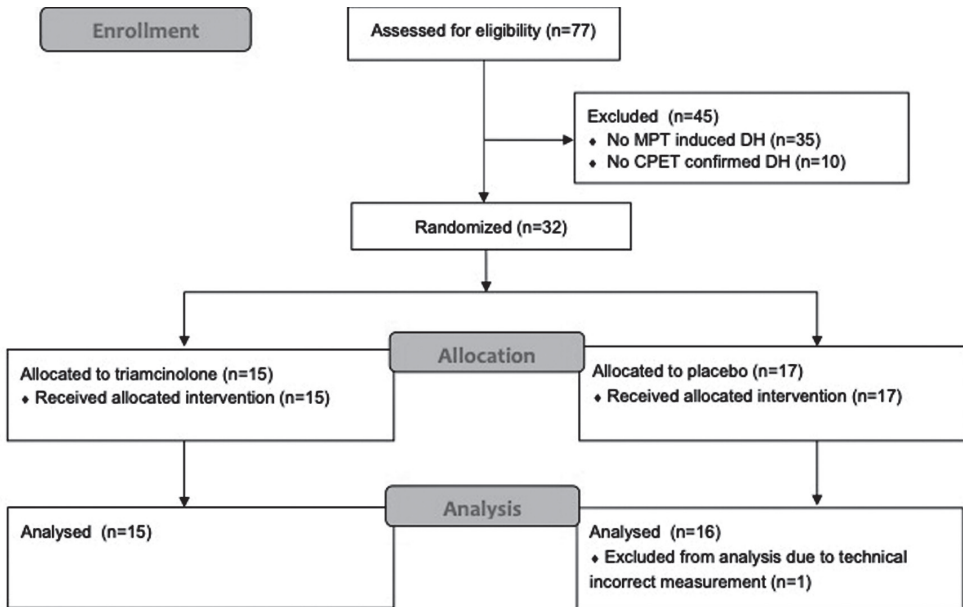 Enrollment
Assessed for eligibility (n=77)
Excluded (n=45)
♦ No MPT induced DH (n=35)
♦ No CPET confirmed DH (n=10)
Randomized (n=32)
Allocation
Allocated to triamcinolone (n=15)
♦ Received allocated intervention (n=15)
Allocated to placebo (n=17)
♦ Received allocated intervention (n=17)
Analysis
Analysed (n=15)
Analysed (n=16)
♦ Excluded from analysis due to technical
incorrect measurement (n=1)